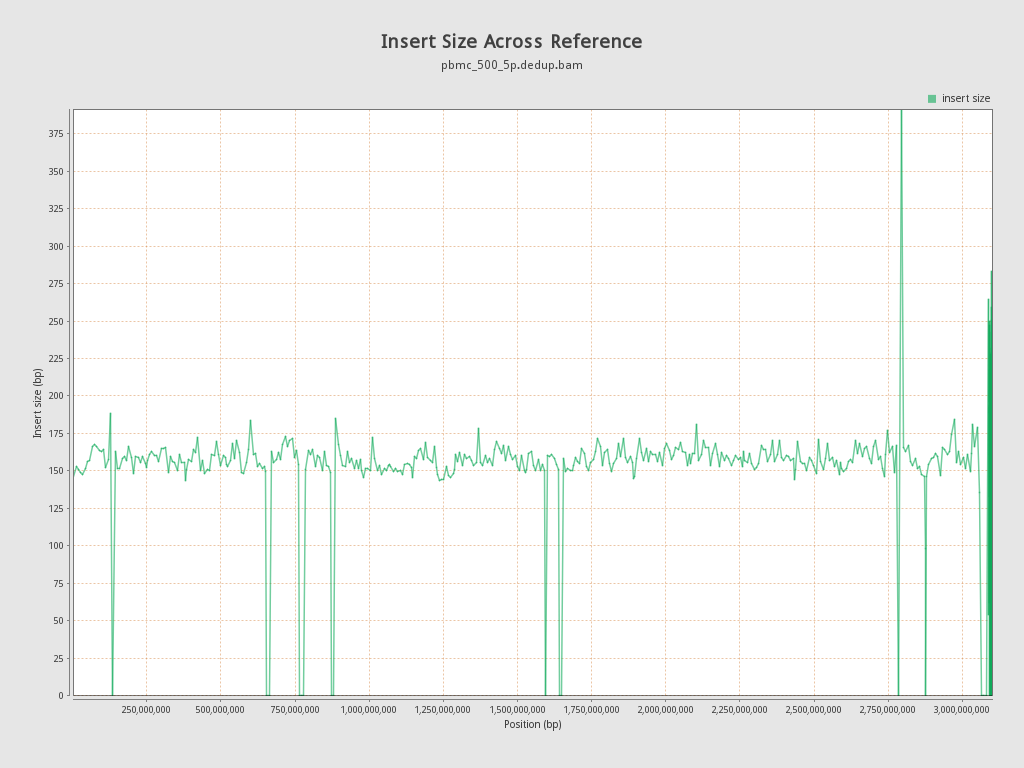 Insert Size Across Reference
pbmc_500_5p.dedup.bam
insert size
375
350
325
300
275
250
225
200
175
150
125
100
75
50
25
0
Insert size (bp)
250,000,000 500,000,000 750,000,000 1,000,000,000 1,250,000,000 1,500,000,000 1,750,000,000 2,000,000,000 2,250,000,000 2,500,000,000 2,750,000,000 3,000,000,000
Position (bp)